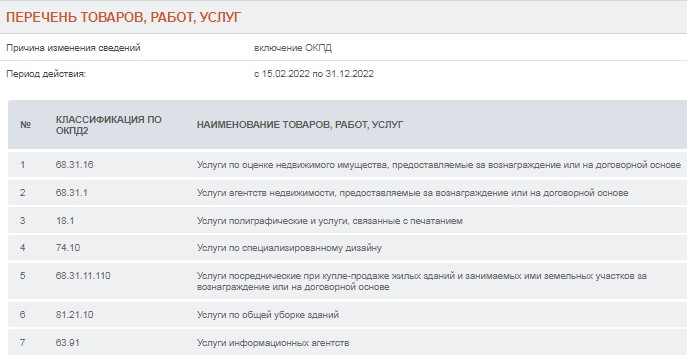 ПЕРЕЧЕНЬ ТОВАРОВ, РАБОТ, УСЛУГ
Причина изменения сведений включение ОКПД
Период действия: с 15.02.2022 по 31.12.2022
№ КЛАССИФИКАЦИЯ ПО ОКПД2 НАИМЕНОВАНИЕ ТОВАРОВ, РАБОТ, УСЛУГ
1 68.31.16 Услуги по оценке недвижимого имущества, предоставляемые за вознаграждение или на договорной основе
2 68.31.1 Услуги агентств недвижимости, предоставляемые за вознаграждение или на договорной основе
3 18.1 Услуги полиграфические и услуги, связанные с печатанием
4 74.10 Услуги по специализированному дизайну
5 68.31.11.110 Услуги посреднические при купле-продаже жилых зданий и занимаемых ими земельных участков за
вознаграждение или на договорной основе
6 81.21.10 Услуги по общей уборке зданий
7 63.91 Услуги информационных агентств